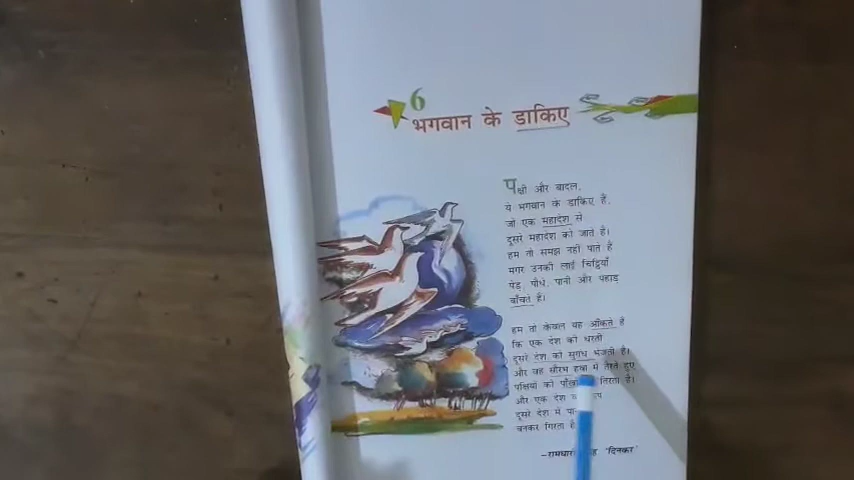 6
भगवान के डाकिए
पक्षी और बादल,
ये भगवान के डाकिए हैं,
जो एक महादेश से
दूसरे महादेश को जाते हैं।
हम तो समझ नहीं पाते हैं
मगर उनकी लाई चिट्ठियाँ
पेड़, पौधे, पानी और पहाड़
बाँचते हैं।
हम तो केवल यह आँकते हैं
कि एक देश की धरती
दूसरे देश को सुगंध भेजती है।
और वह सौरभ हवा में तैरते हुए
पक्षियों की तिरता है।
और एक देश
दूसरे देश में
बनकर गिरता है
–रामधारी 'दिनकर'